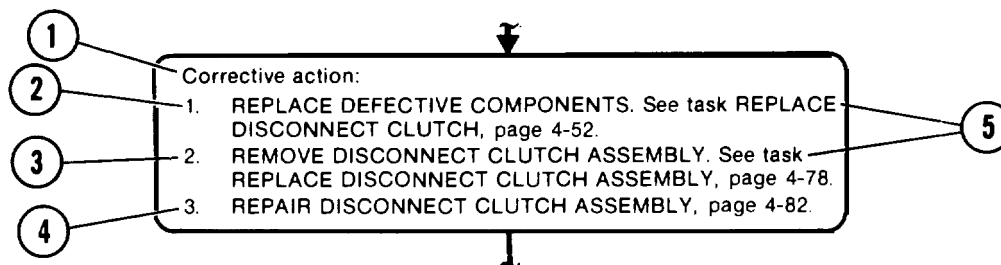 1
Corrective action:
2
1. REPLACE DEFECTIVE COMPONENTS. See task REPLACE
DISCONNECT CLUTCH, page 4-52.
5
3
2. REMOVE DISCONNECT CLUTCH ASSEMBLY. See task
REPLACE DISCONNECT CLUTCH ASSEMBLY, page 4-78.
4
3. REPAIR DISCONNECT CLUTCH ASSEMBLY, page 4-82.